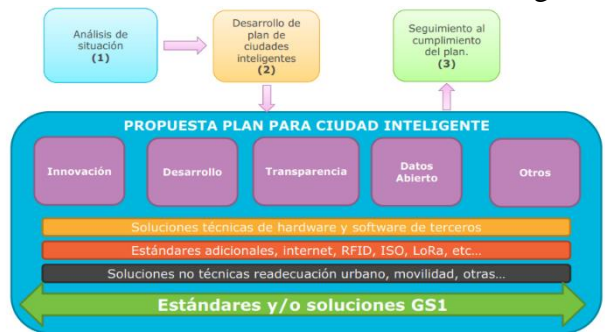 Análisis de
situación
(1)
Desarrollo de
plan de
ciudades
inteligentes
(2)
Seguimiento al
cumplimiento
del plan.
(3)
PROPUESTA PLAN PARA CIUDAD INTELIGENTE
Innovación
Desarrollo
Transparencia
Datos
Abierto
Otros
Soluciones técnicas de hardware y software de terceros
Estándares adicionales, internet, RFID, ISO, LoRa, etc...
Soluciones no técnicas readecuación urbano, movilidad, otras...
Estándares y/o soluciones GS1